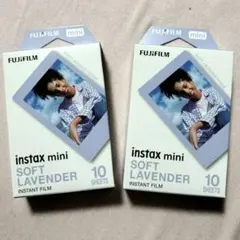 FUJIFILM
mini
instax mini
SOFT
LAVENDER
INSTANT FILM
10
SHEETS
FUJIFILM
mini
instax mini
SOFT
LAVENDER
INSTANT FILM
10
SHEETS